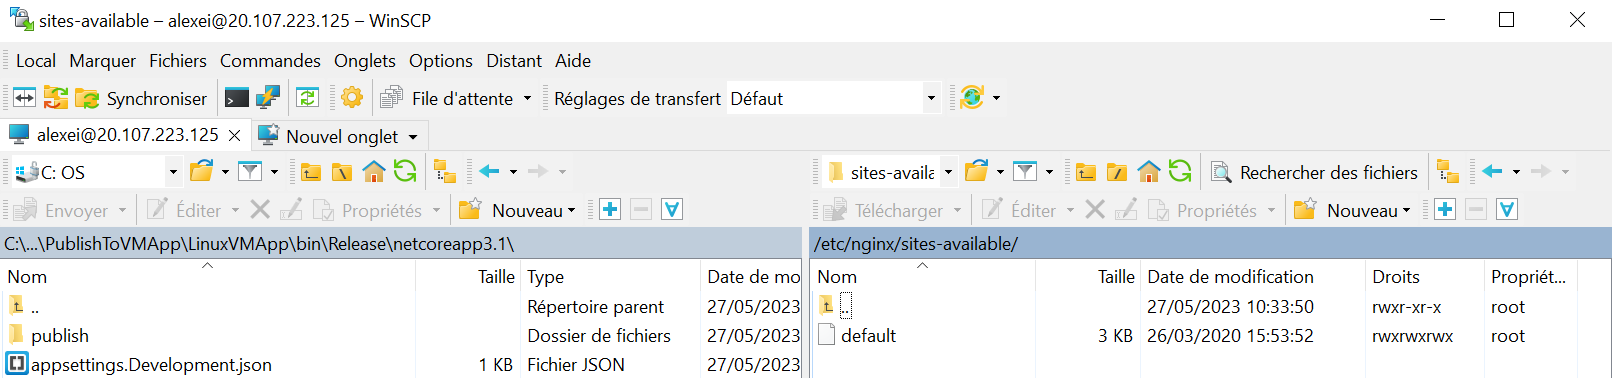 sites-available – alexei@20.107.223.125 – WinSCP
Local Marquer Fichiers Commandes Onglets Options Distant Aide
Synchroniser File d'attente Réglages de transfert Défaut
alexei@20.107.223.125 Nouvel onglet
C: OS sites-availa Rechercher des fichiers
Envoyer Éditer Propriétés Nouveau Télécharger Éditer Propriétés Nouveau
C:\...\PublishToVMApp\LinuxVMApp\bin\Release\netcoreapp3.1\ /etc/nginx/sites-available/
Nom Taille Type Date de mo Nom Taille Date de modification Droits Propriét...
.. Répertoire parent 27/05/2023 .. 27/05/2023 10:33:50 rwxr-xr-x root
publish Dossier de fichiers 27/05/2023 default 3 KB 26/03/2020 15:53:52 rwxrwxrwx root
appsettings.Development.json 1 KB Fichier JSON 27/05/2023